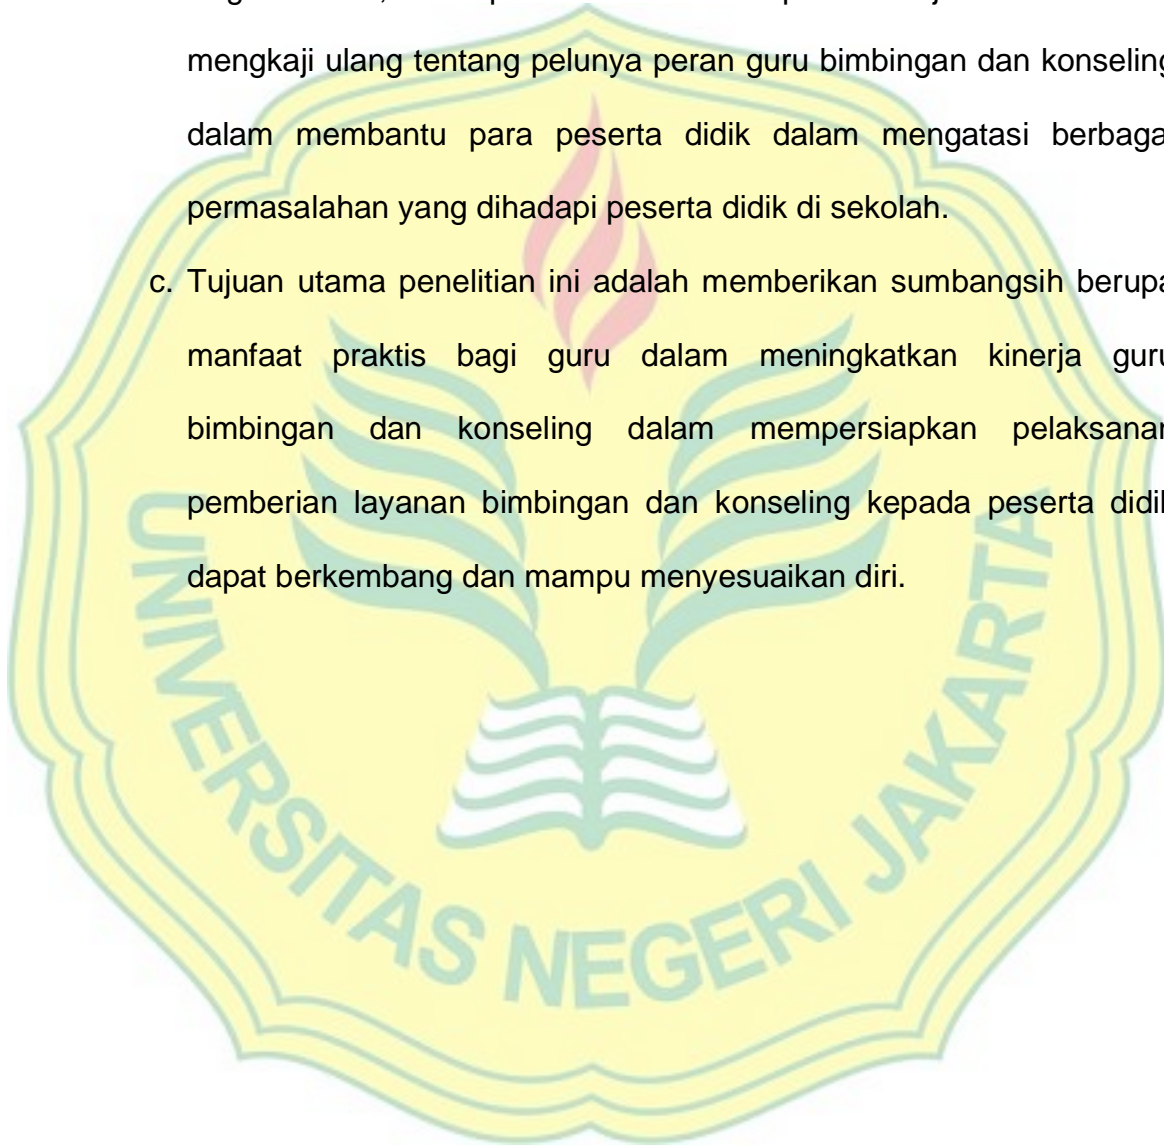 mengkaji ulang tentang pelunya peran guru bimbingan dan konseling
dalam membantu para peserta didik dalam mengatasi
permasalahan yang dihadapi peserta didik di sekolah.
c. Tujuan utama penelitian ini adalah memberikan sumbangsih berupa
manfaat praktis bagi guru dalam meningkatkan kinerja guru
bimbingan dan konseling dalam mempersiapkan
pemberian layanan bimbingan dan konseling kepada peserta
dapat berkembang dan mampu menyesuaikan diri.
UNIVERSITAS NEGERI JAKARTA